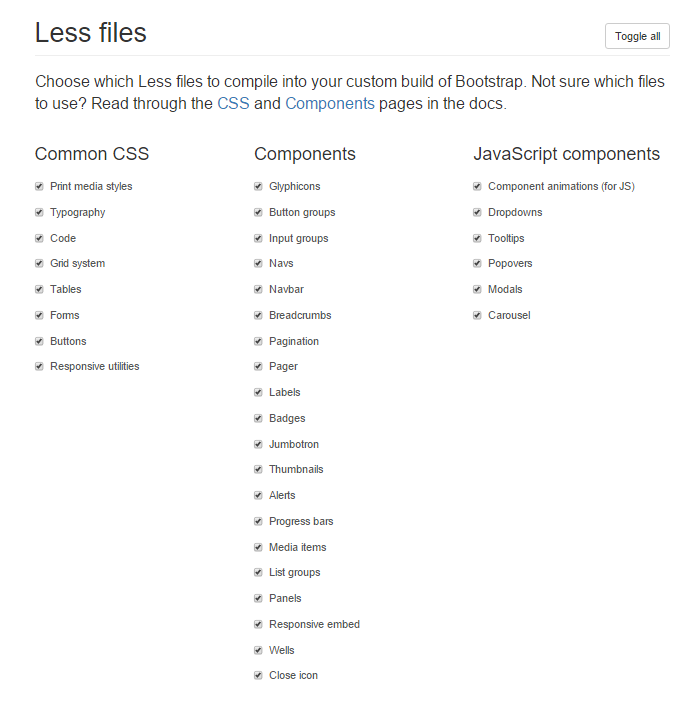 Less files
Toggle all
Choose which Less files to compile into your custom build of Bootstrap. Not sure which files
to use? Read through the CSS and Components pages in the docs.
Common CSS
Print media styles
Typography
Code
Grid system
Tables
Forms
Buttons
Responsive utilities
Components
Glyphicons
Button groups
Input groups
Navs
Navbar
Breadcrumbs
Pagination
Pager
Labels
Badges
Jumbotron
Thumbnails
Alerts
Progress bars
Media items
List groups
Panels
Responsive embed
Wells
Close icon
JavaScript components
Component animations (for JS)
Dropdowns
Tooltips
Popovers
Modals
Carousel